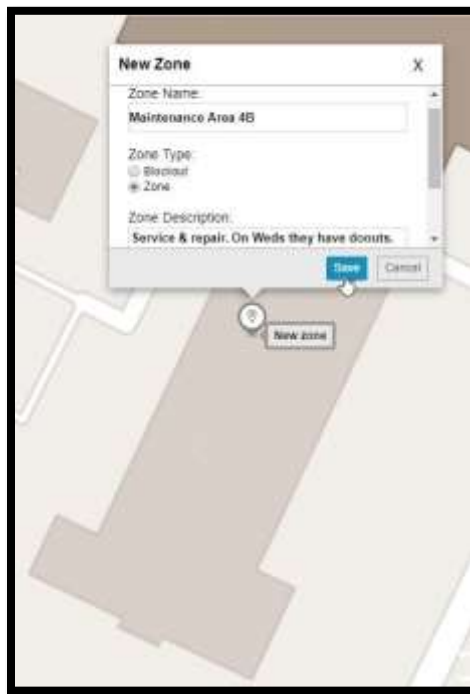 New Zone X
Zone Name:
Maintenance Area 4B
Zone Type:
Blackout
Zone
Zone Description:
Service & repair. On Weds they have donuts.
Save Cancel
New zone